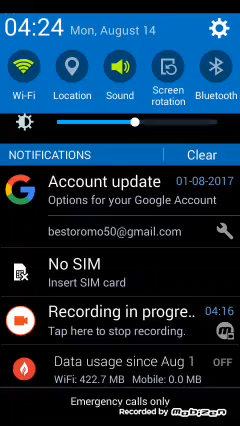 04:24 Mon, August 14
Wi-Fi Location Sound Screen rotation Bluetooth
NOTIFICATIONS Clear
Account update 01-08-2017
Options for your Google Account
bestoromo50@gmail.com
No SIM
Insert SIM card
Recording in progre.. 04:16
Tap here to stop recording.
Data usage since Aug 1 OFF
WiFi: 422.7 MB Mobile: 0.0 MB
Emergency calls only
Recorded by Mobizen